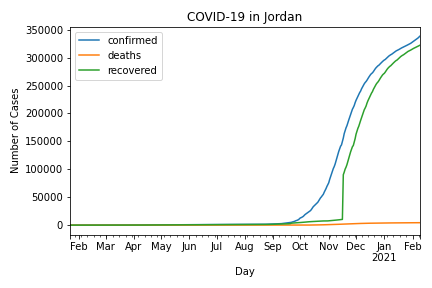 COVID-19 in Jordan
350000
300000
250000
200000
150000
100000
50000
0
Number of Cases
confirmed
deaths
recovered
Feb Mar Apr May Jun Jul Aug Sep Oct Nov Dec Jan Feb
2021
Day